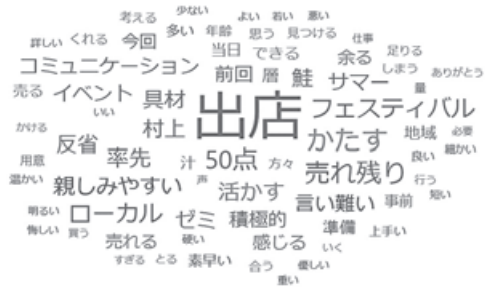 考える 少ない よい 若い 悪い
詳しい くれる 今回 多い 年齢 思う 見つける 仕事
当日 できる 余る 足りる
コミュニケーション 前回 層 鮭 サマー しまう ありがとう
売る イベント 具材 出店 フェスティバル 量
いい
かける 村上 かたす 地域 必要
反省 率先 汁 50点 方々 売れ残り 良い 細かい
用意
温かい 親しみやすい 声 活かす 言い難い 事前 行う
短い
明るい ローカル ゼミ 積極的 準備 上手い
悔しい 買う 売れる 硬い 感じる いく
すぎる とる 素早い 合う 優しい
重い